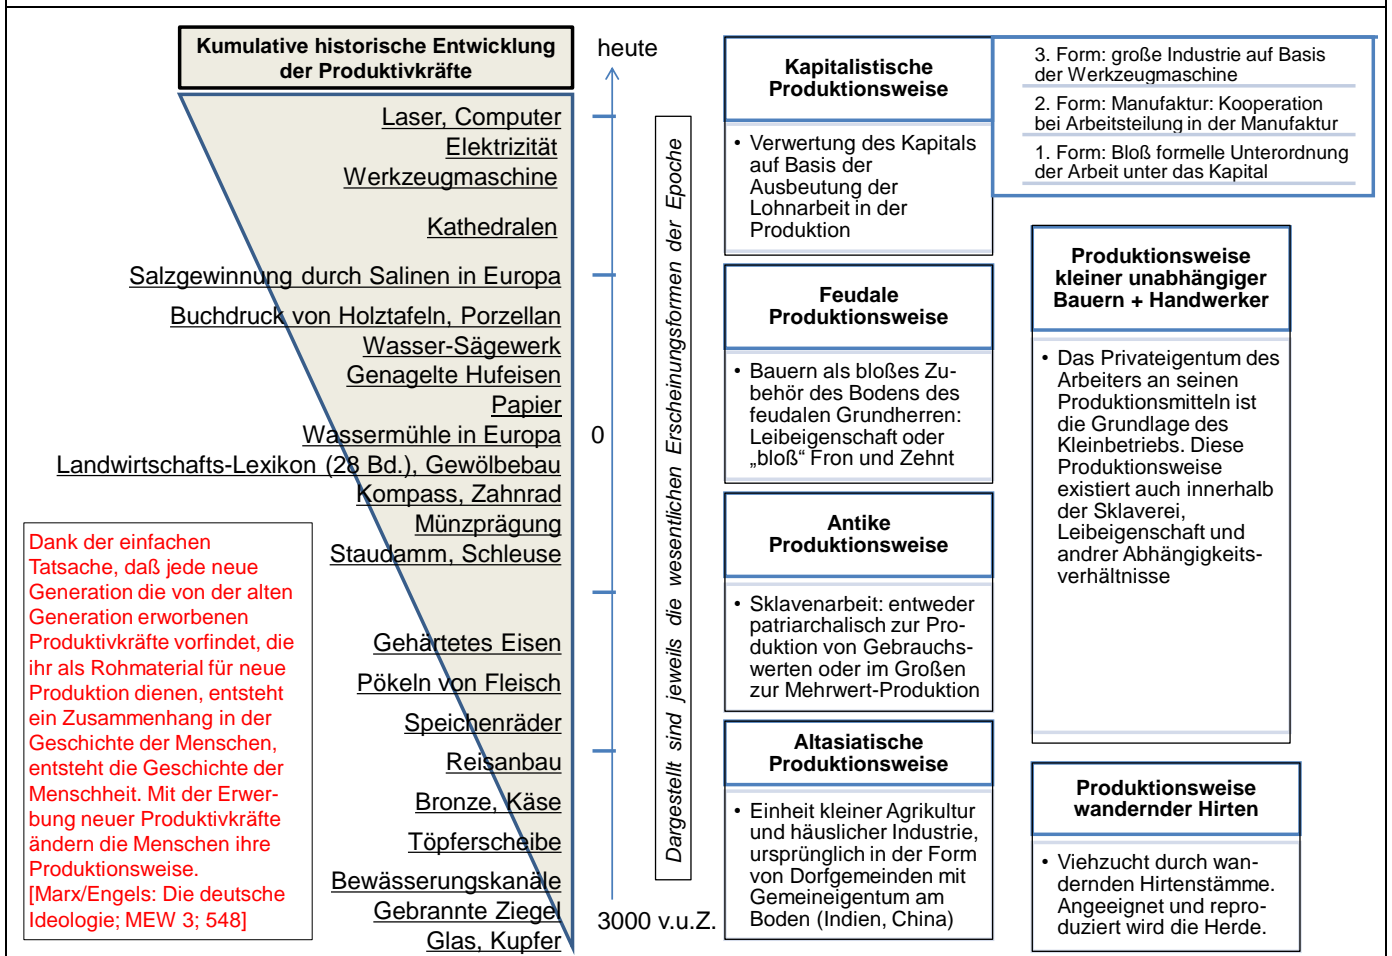 Kumulative historische Entwicklung
der Produktivkräfte
Laser, Computer
Elektrizität
Werkzeugmaschine
Kathedralen
Salzgewinnung durch Salinen in Europa
Buchdruck von Holztafeln, Porzellan
Wasser-Sägewerk
Genagelte Hufeisen
Papier
Wassermühle in Europa
Landwirtschafts-Lexikon (28 Bd.), Gewölbebau
Kompass, Zahnrad
Münzprägung
Staudamm, Schleuse
Gehärtetes Eisen
Pökeln von Fleisch
Speichenräder
Reisanbau
Bronze, Käse
Töpferscheibe
Bewässerungskanäle
Gebrannte Ziegel
Glas, Kupfer
Dank der einfachen
Tatsache, daß jede neue
Generation die von der alten
Generation erworbenen
Produktivkräfte vorfindet, die
ihr als Rohmaterial für neue
Produktion dienen, entsteht
ein Zusammenhang in der
Geschichte der Menschen,
entsteht die Geschichte der
Menschheit. Mit der Erwer-
bung neuer Produktivkräfte
ändern die Menschen ihre
Produktionsweise.
[Marx/Engels: Die deutsche
Ideologie; MEW 3; 548]
heute
0
3000 v.u.Z.
Dargestellt sind jeweils die wesentlichen Erscheinungsformen der Epoche
Kapitalistische
Produktionsweise
• Verwertung des Kapitals
auf Basis der
Ausbeutung der
Lohnarbeit in der
Produktion
3. Form: große Industrie auf Basis
der Werkzeugmaschine
2. Form: Manufaktur: Kooperation
bei Arbeitsteilung in der Manufaktur
1. Form: Bloß formelle Unterordnung
der Arbeit unter das Kapital
Feudale
Produktionsweise
• Bauern als bloßes Zu-
behör des Bodens des
feudalen Grundherren:
Leibeigenschaft oder
„bloß“ Fron und Zehnt
Antike
Produktionsweise
• Sklavenarbeit: entweder
patriarchalisch zur Pro-
duktion von Gebrauchs-
werten oder im Großen
zur Mehrwert-Produktion
Altasiatische
Produktionsweise
• Einheit kleiner Agrikultur
und häuslicher Industrie,
ursprünglich in der Form
von Dorfgemeinden mit
Gemeineigentum am
Boden (Indien, China)
Produktionsweise
kleiner unabhängiger
Bauern + Handwerker
• Das Privateigentum des
Arbeiters an seinen
Produktionsmitteln ist
die Grundlage des
Kleinbetriebs. Diese
Produktionsweise
existiert auch innerhalb
der Sklaverei,
Leibeigenschaft und
andrer Abhängigkeits-
verhältnisse
Produktionsweise
wandernder Hirten
• Viehzucht durch wan-
dernden Hirtenstämme.
Angeeignet und repro-
duziert wird die Herde.